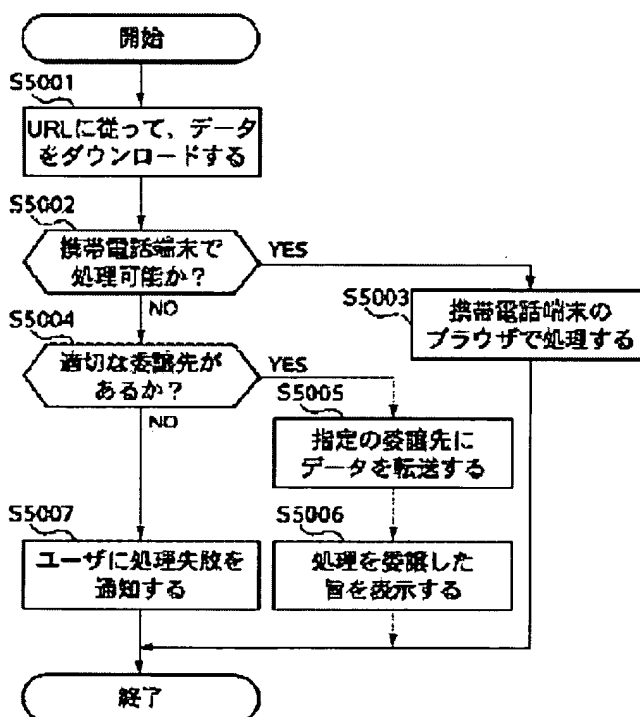 開始
S5001
URLに従って、データ
をダウンロードする
S5002
携帯電話端末で
処理可能か？
YES
NO
S5003
携帯電話端末の
ブラウザで処理する
S5004
適切な委譲先が
あるか？
YES
NO
S5005
指定の委譲先に
データを転送する
S5006
処理を委譲した
旨を表示する
S5007
ユーザに処理失敗を
通知する
終了